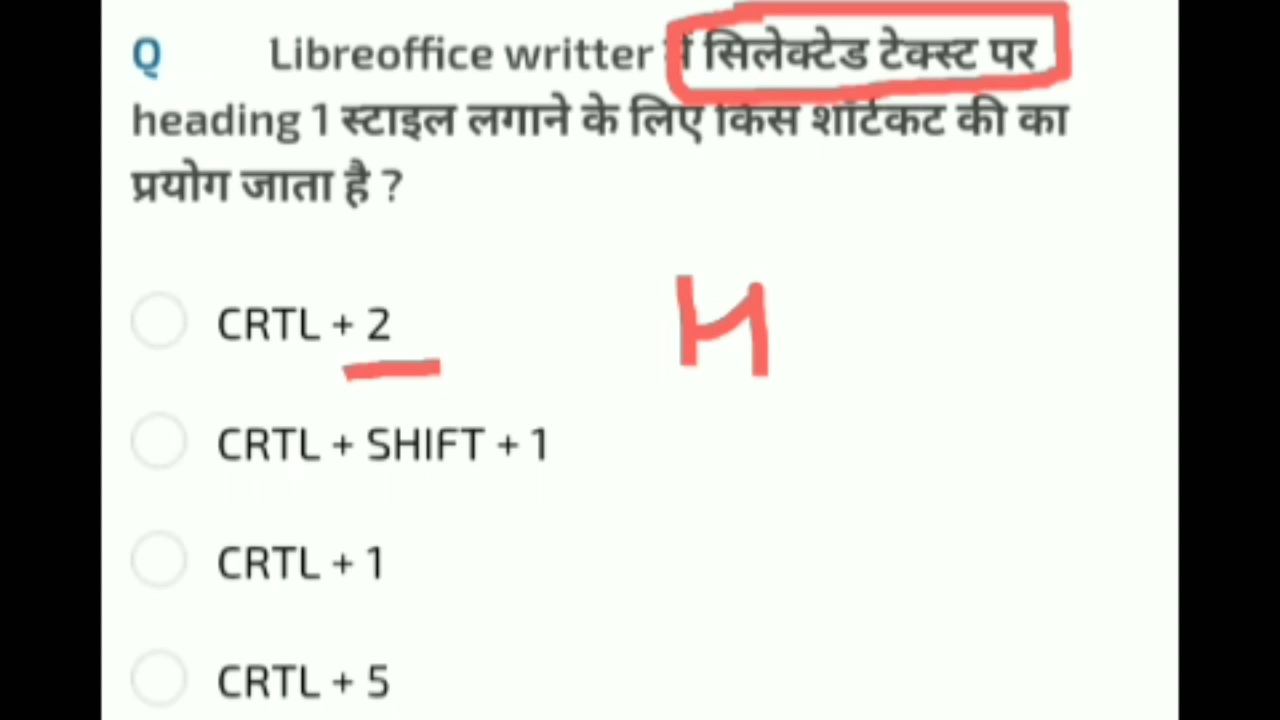 Q Libreoffice writter में सिलेक्टेड टेक्स्ट पर
heading 1 स्टाइल लगाने के लिए किस शॉर्टकट की का
प्रयोग जाता है ?
CRTL + 2
H
CRTL + SHIFT + 1
CRTL + 1
CRTL + 5